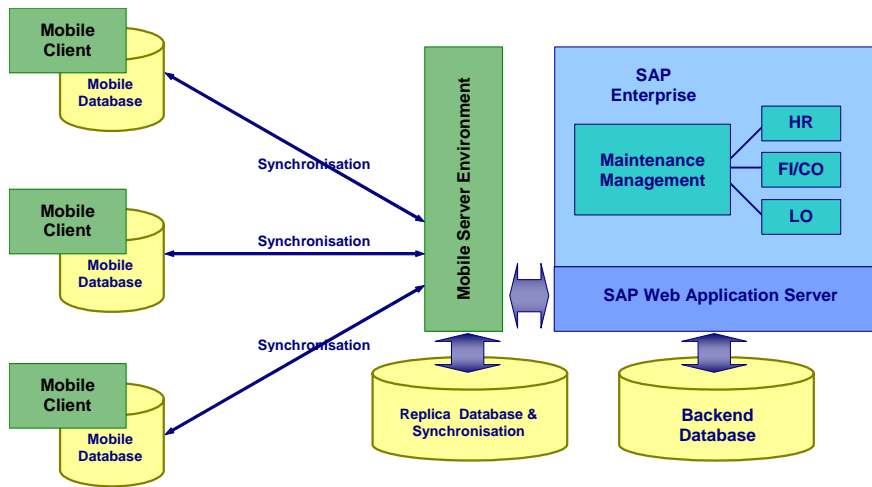 Mobile
Client
Mobile
Database
Synchronisation
Mobile
Client
Mobile
Database
Synchronisation
Mobile
Client
Mobile
Database
Synchronisation
Mobile Server Environment
Replica Database &
Synchronisation
SAP
Enterprise
Maintenance
Management
HR
FI/CO
LO
SAP Web Application Server
Backend
Database